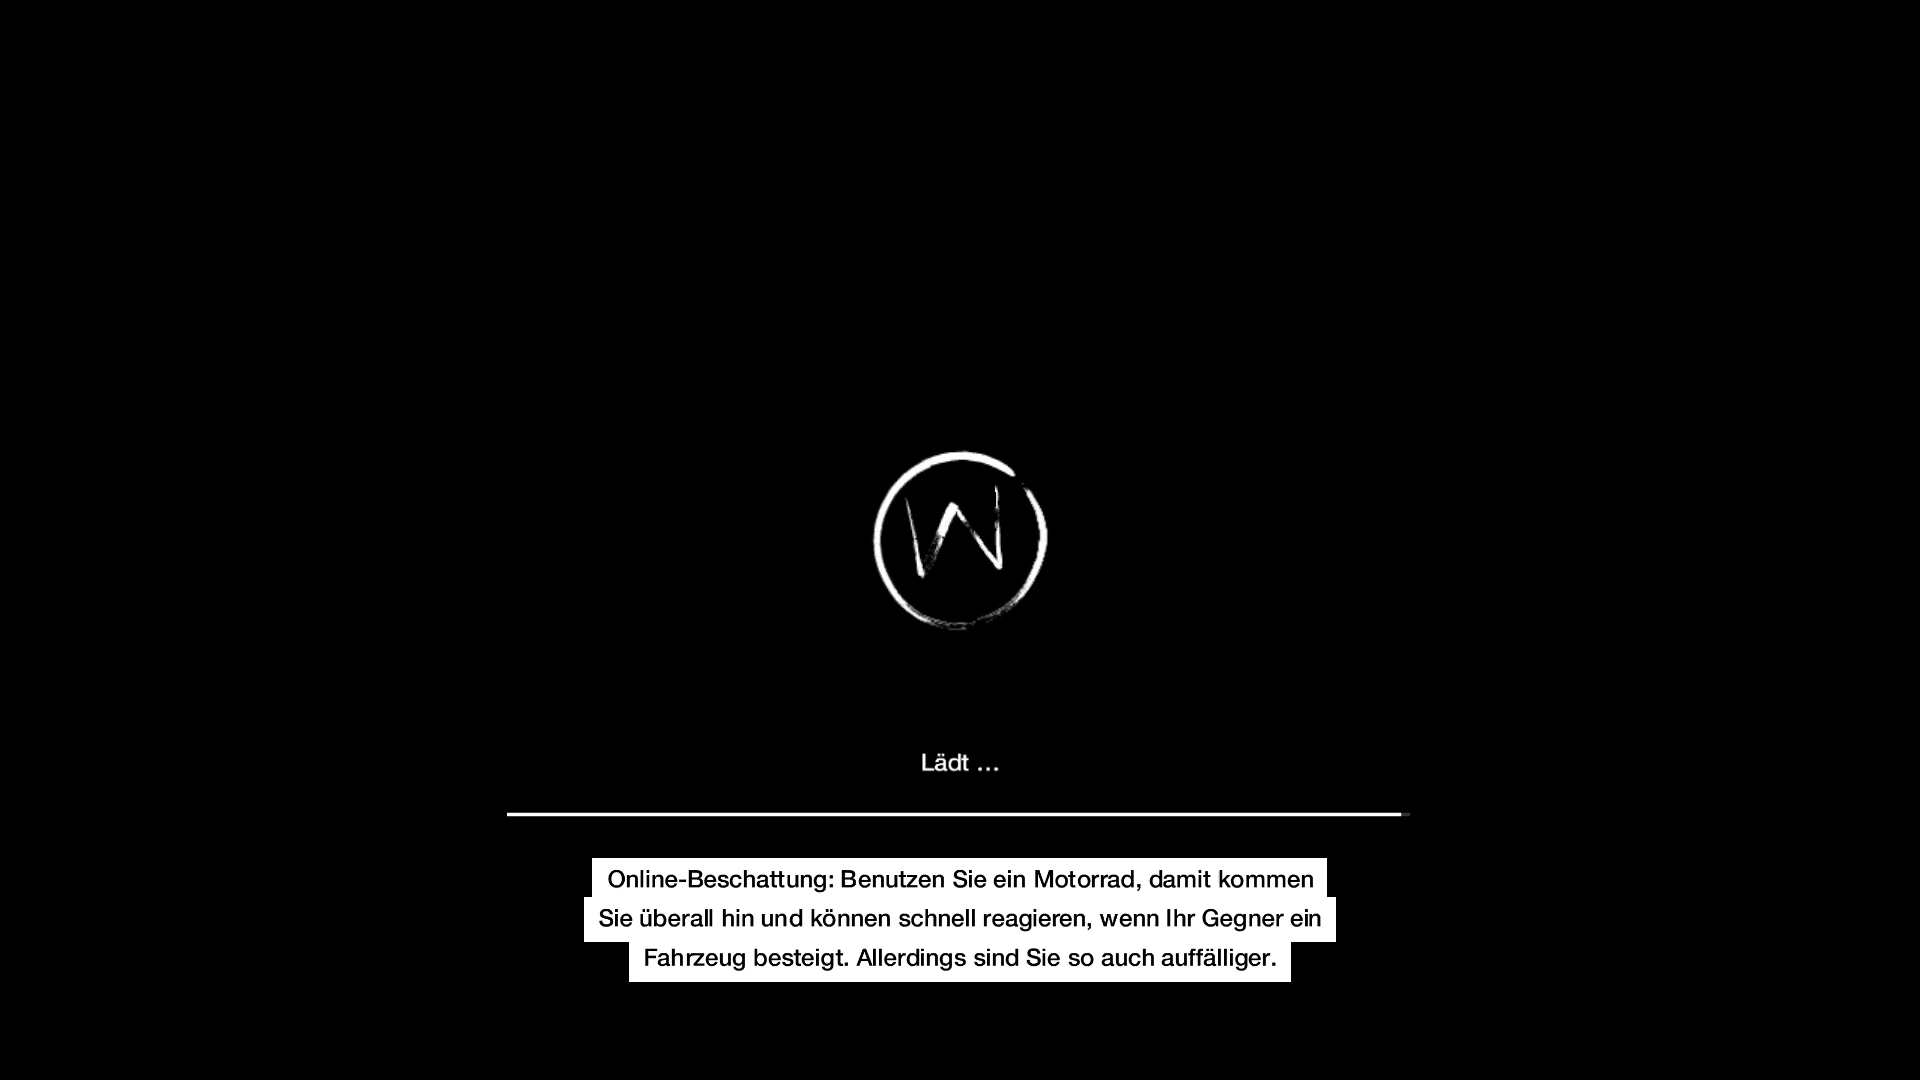 W
Lädt ...
Online-Beschattung: Benutzen Sie ein Motorrad, damit kommen
Sie überall hin und können schnell reagieren, wenn Ihr Gegner ein
Fahrzeug besteigt. Allerdings sind Sie so auch auffälliger.